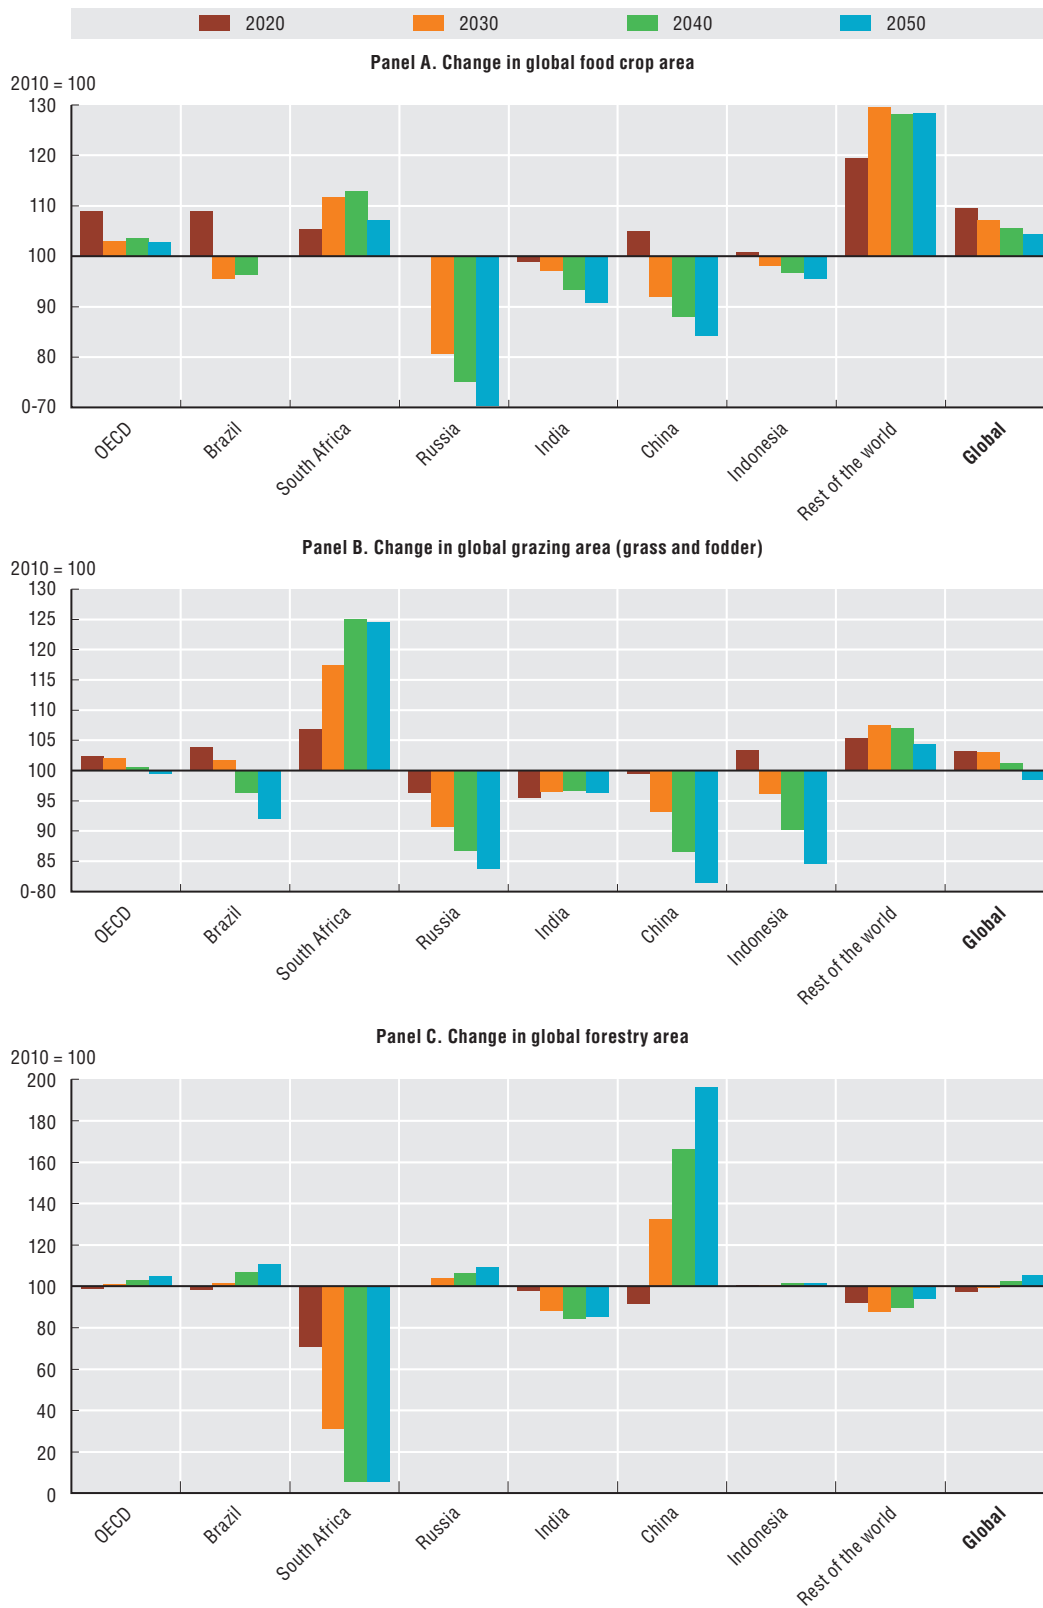 2020 2030 2040 2050
Panel A. Change in global food crop area
2010 = 100
130
120
110
100
90
80
0-70
OECD Brazil South Africa Russia India China Indonesia Rest of the world Global
Panel B. Change in global grazing area (grass and fodder)
2010 = 100
130
125
120
115
110
105
100
95
90
85
0-80
OECD Brazil South Africa Russia India China Indonesia Rest of the world Global
Panel C. Change in global forestry area
2010 = 100
200
180
160
140
120
100
80
60
40
20
0
OECD Brazil South Africa Russia India China Indonesia Rest of the world Global